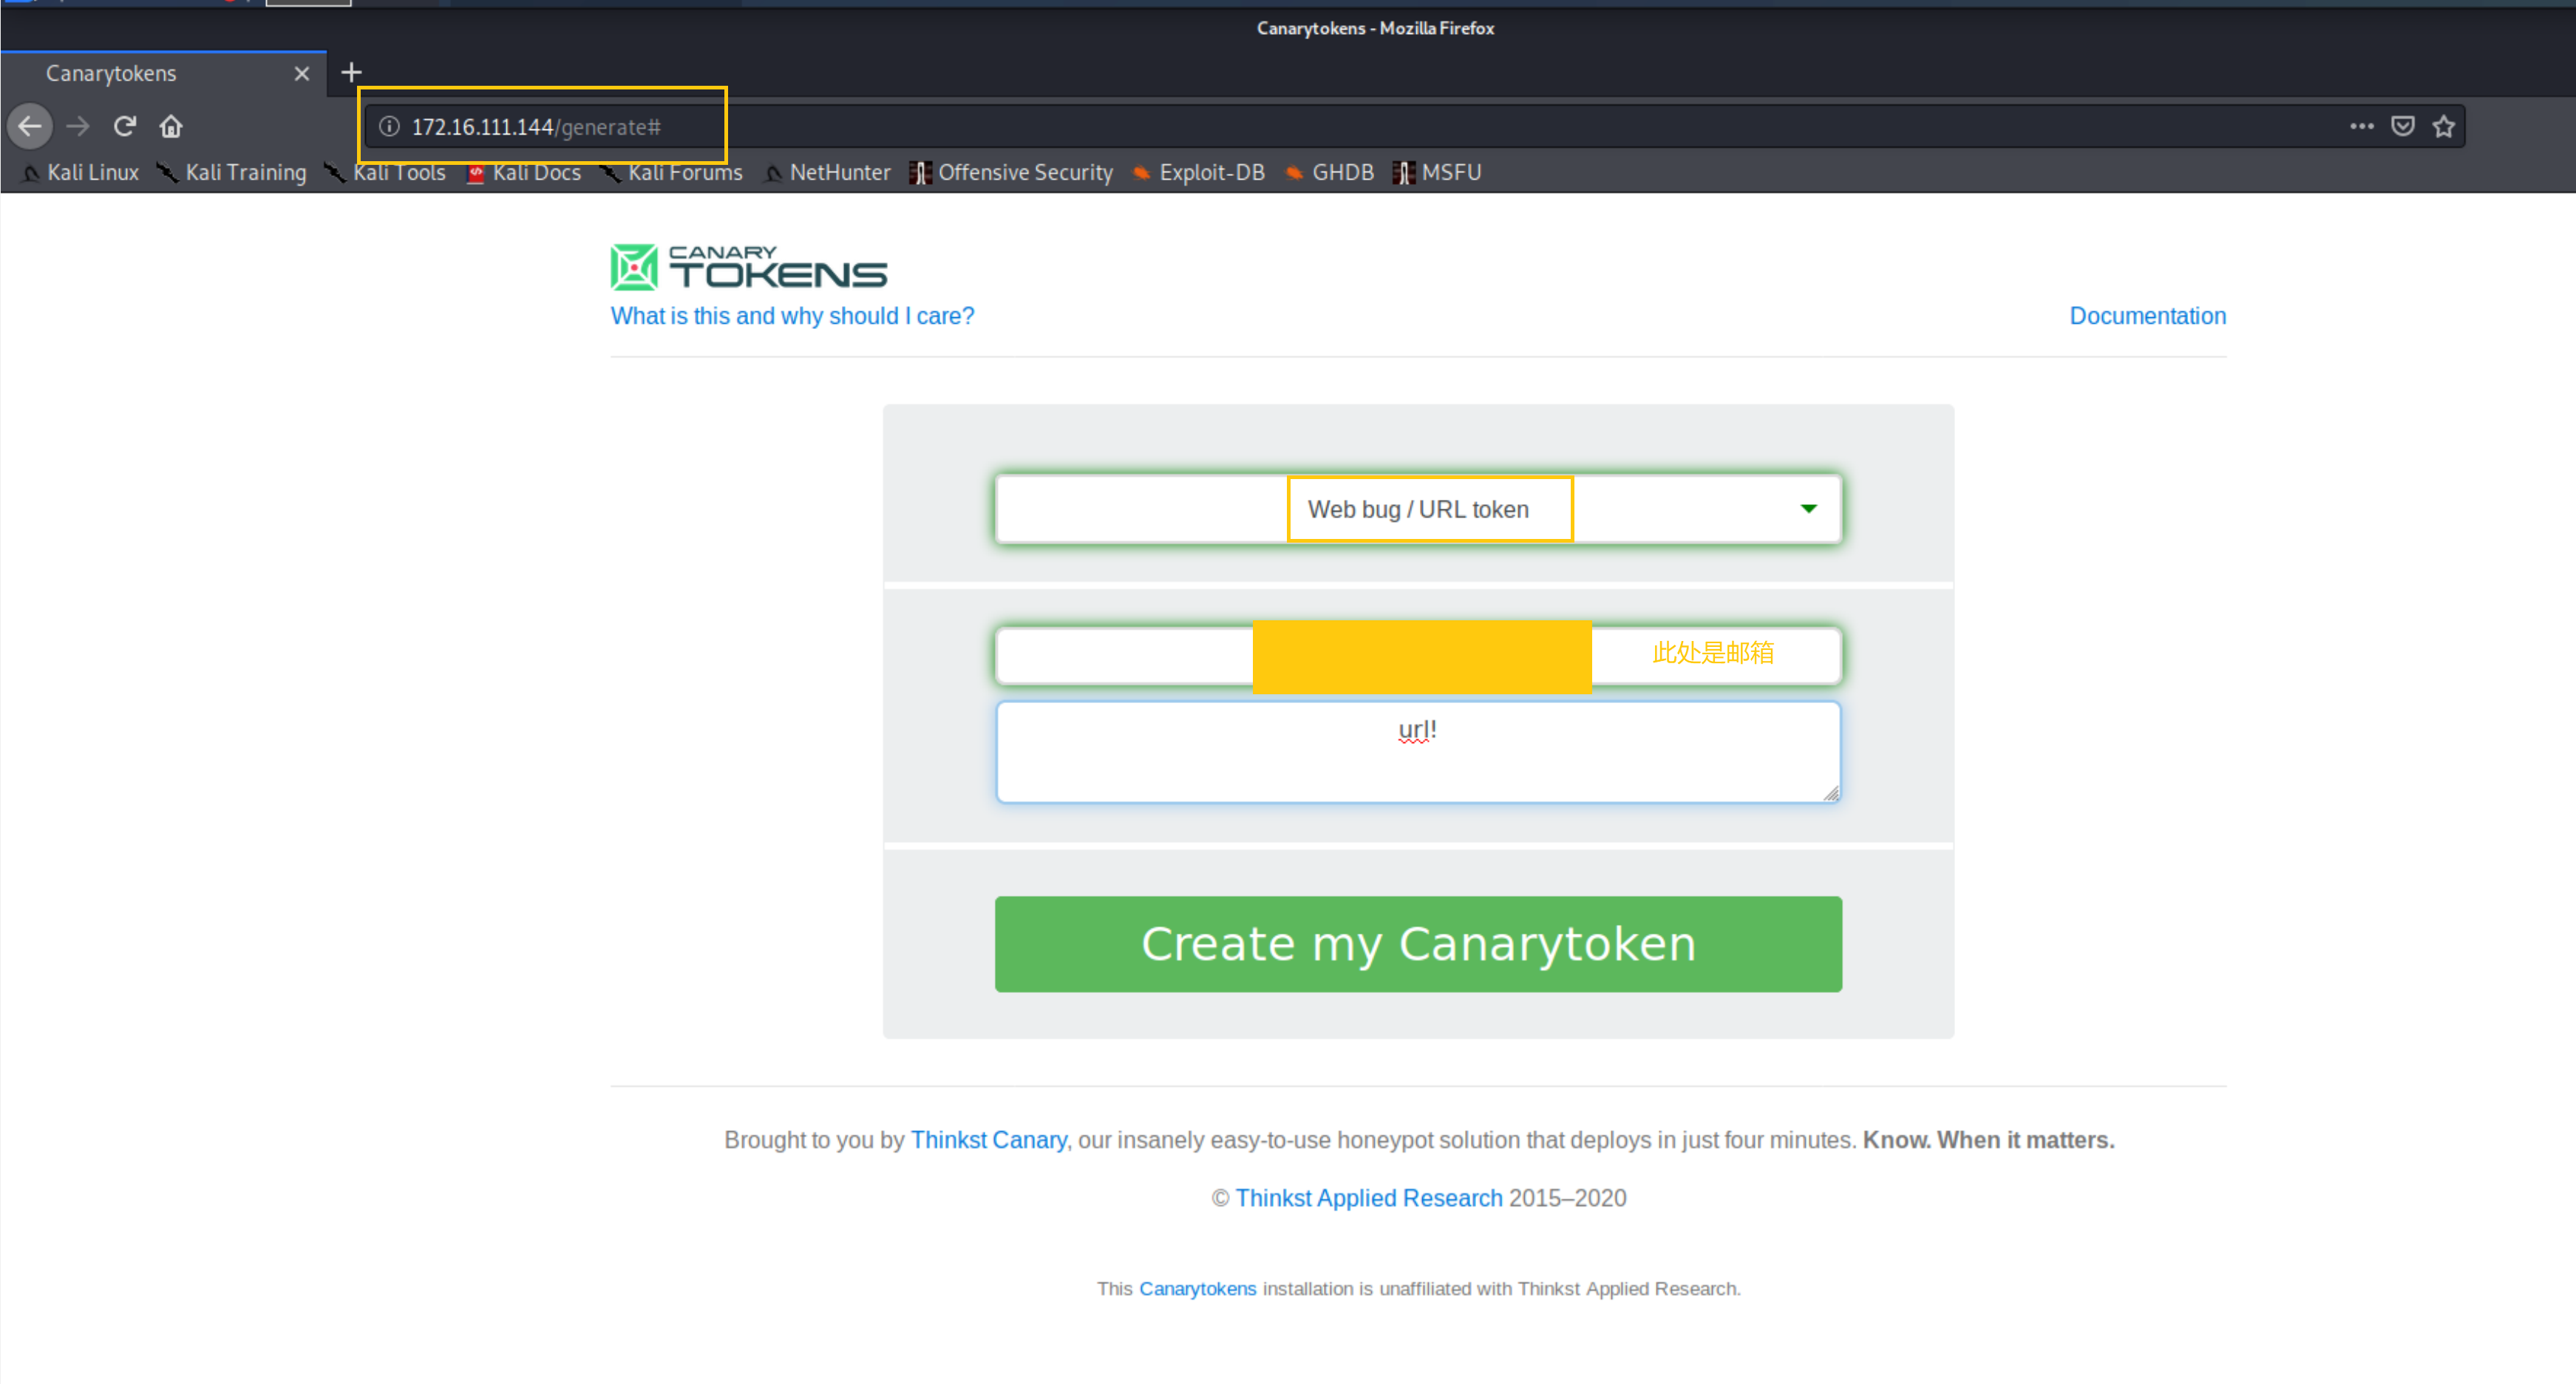 Canarytokens - Mozilla Firefox
Canarytokens
172.16.111.144/generate#
Kali Linux Kali Training Kali Tools Kali Docs Kali Forums NetHunter Offensive Security Exploit-DB GHDB MSFU
CANARY
TOKENS
What is this and why should I care? Documentation
Web bug / URL token
此处是邮箱
url!
Create my Canarytoken
Brought to you by Thinkst Canary, our insanely easy-to-use honeypot solution that deploys in just four minutes. Know. When it matters.
© Thinkst Applied Research 2015–2020
This Canarytokens installation is unaffiliated with Thinkst Applied Research.